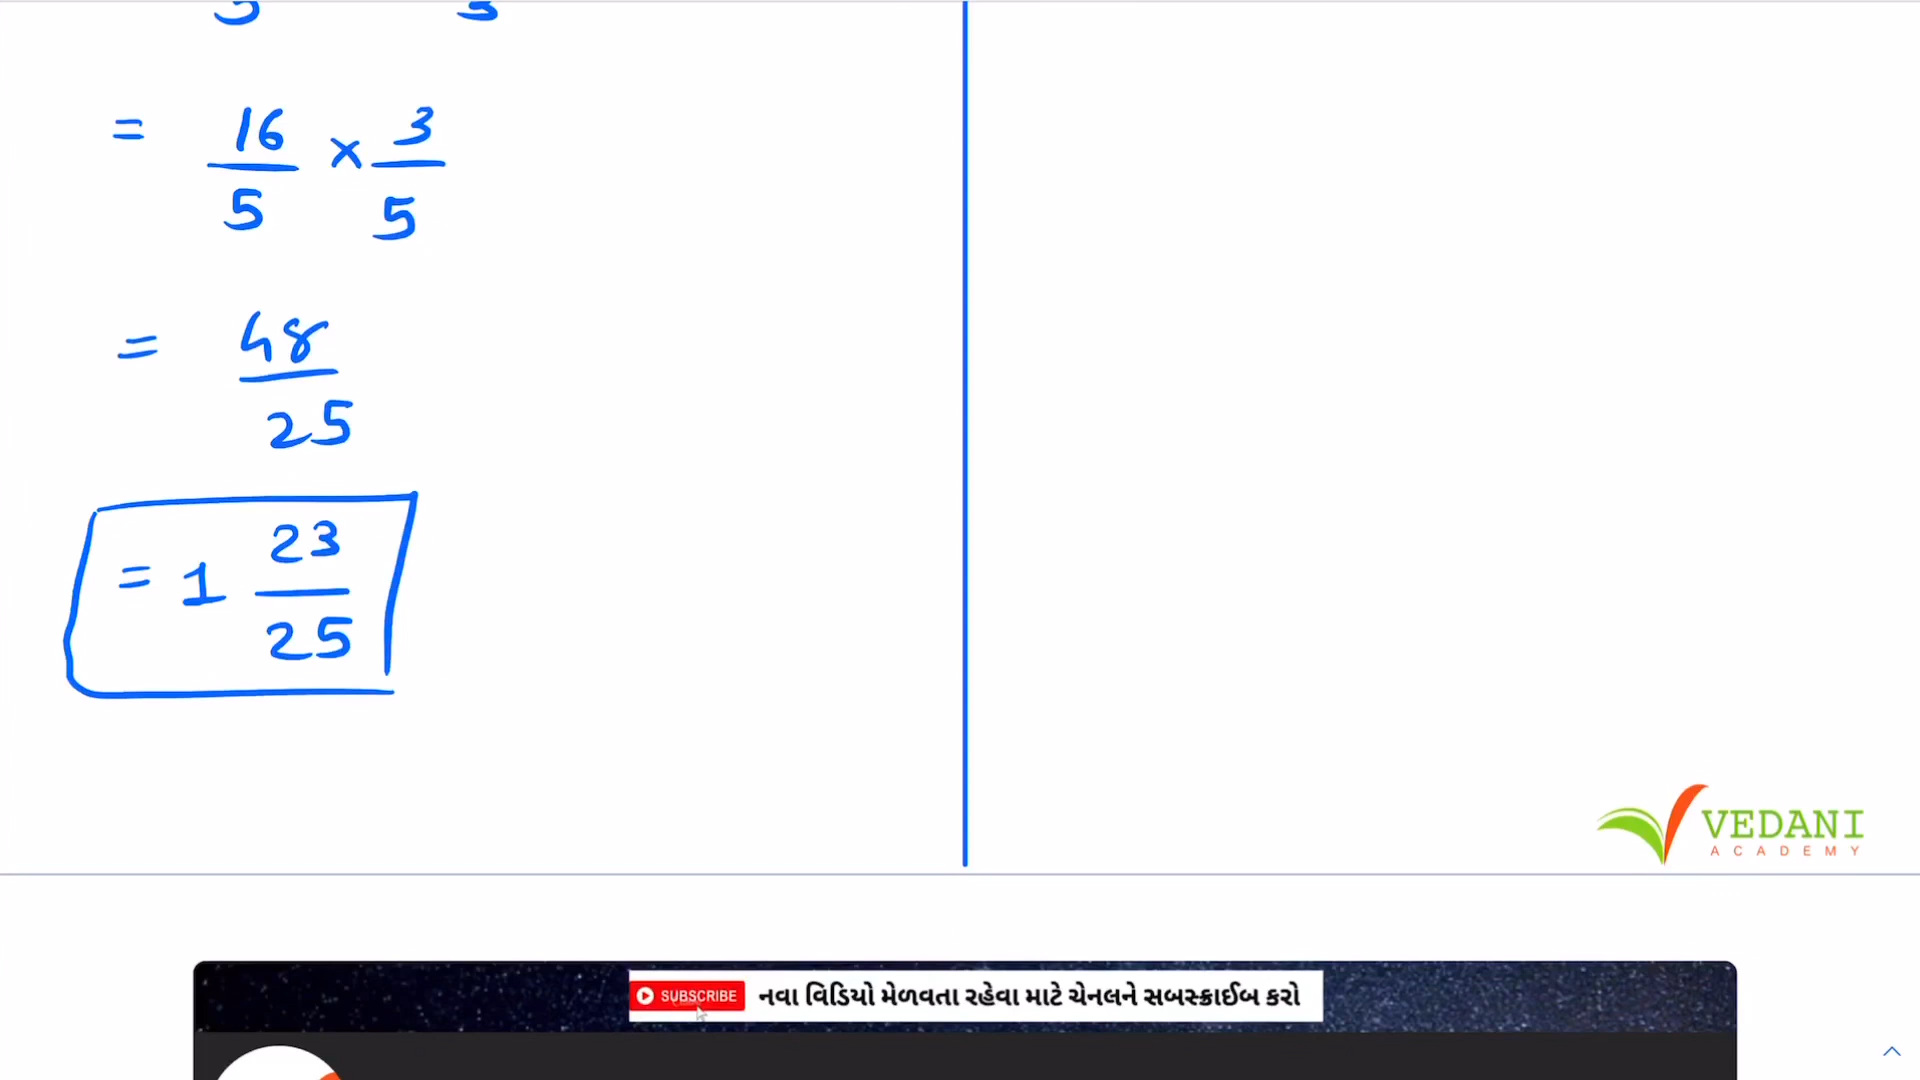 = 16/5 × 3/5
= 48/25
= 1 23/25
VEDANI
ACADEMY
SUBSCRIBE નવા વિડિયો મેળવતા રહેવા માટે ચેનલને સબસ્ક્રાઈબ કરો